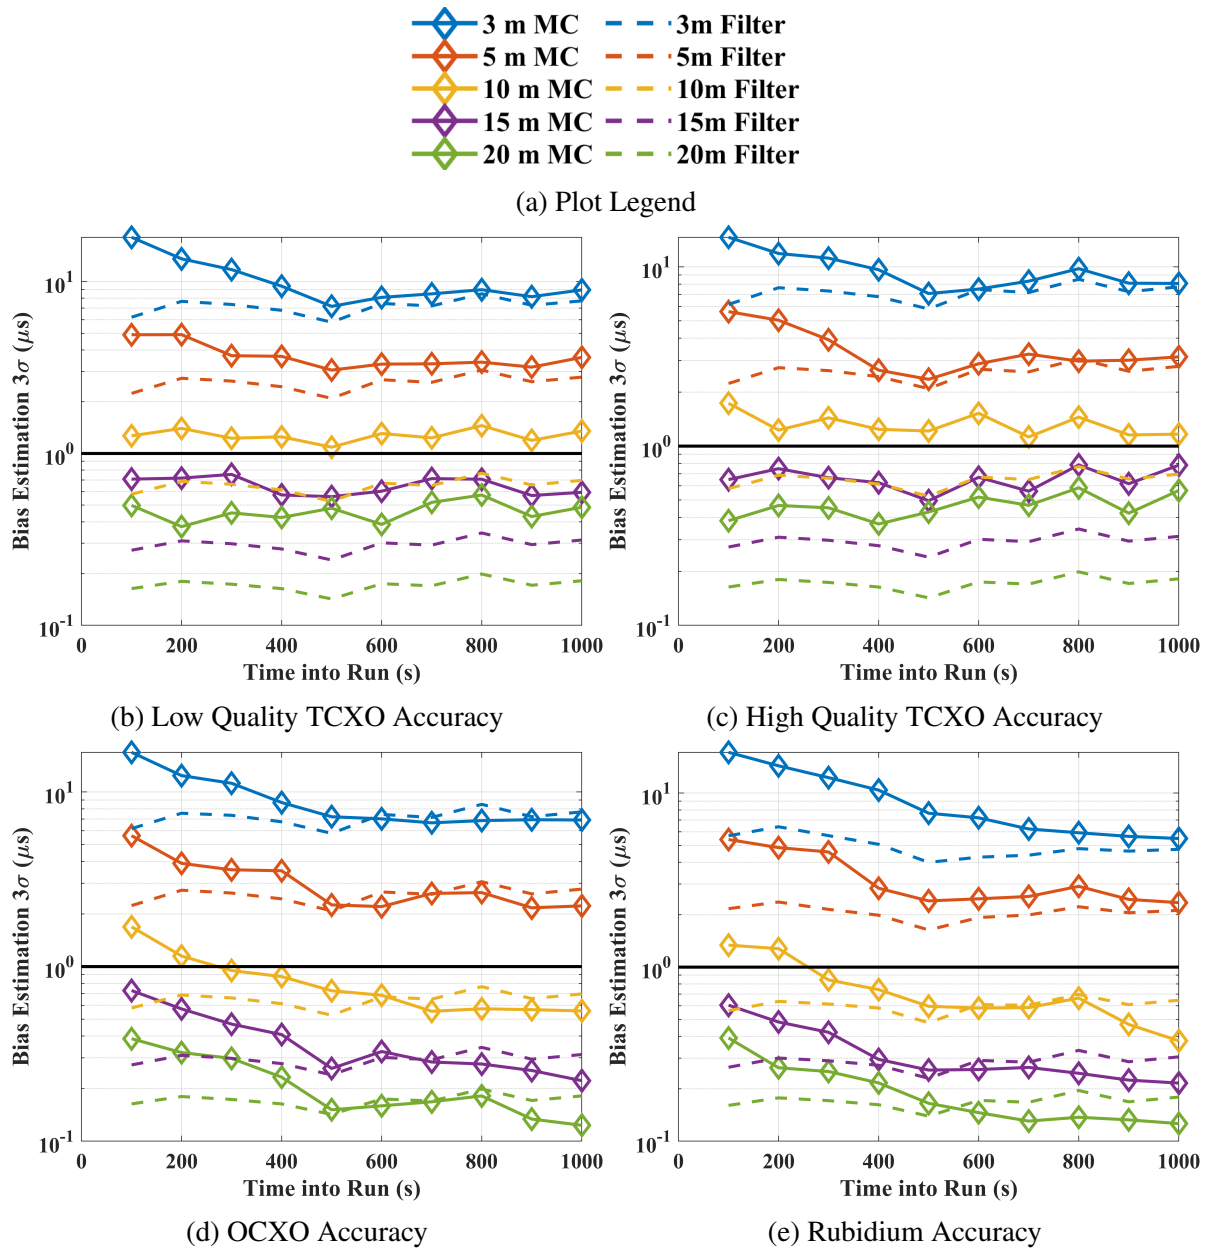 3 m MC 3m Filter
5 m MC 5m Filter
10 m MC 10m Filter
15 m MC 15m Filter
20 m MC 20m Filter
(a) Plot Legend
Bias Estimation 3σ (μs)
10^1
10^0
10^-1
0 200 400 600 800 1000
Time into Run (s)
(b) Low Quality TCXO Accuracy
Bias Estimation 3σ (μs)
10^1
10^0
10^-1
0 200 400 600 800 1000
Time into Run (s)
(c) High Quality TCXO Accuracy
Bias Estimation 3σ (μs)
10^1
10^0
10^-1
0 200 400 600 800 1000
Time into Run (s)
(d) OCXO Accuracy
Bias Estimation 3σ (μs)
10^1
10^0
10^-1
0 200 400 600 800 1000
Time into Run (s)
(e) Rubidium Accuracy